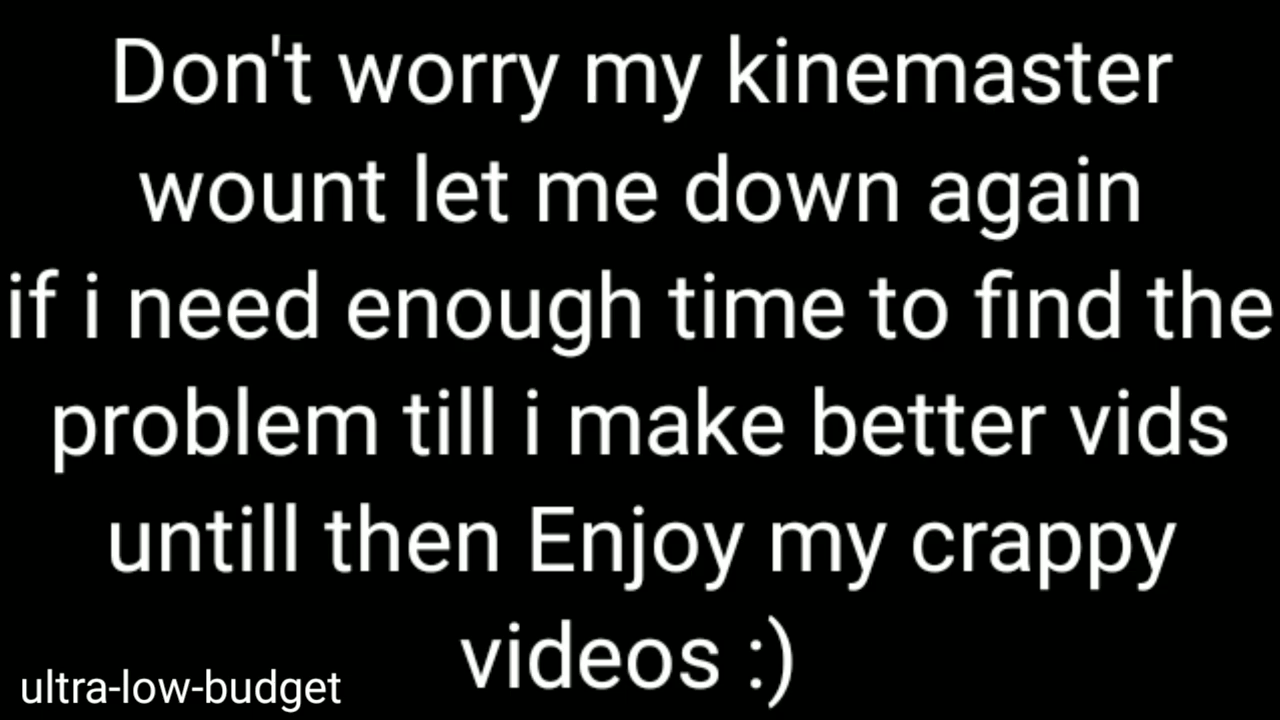 Don't worry my kinemaster
wount let me down again
if i need enough time to find the
problem till i make better vids
untill then Enjoy my crappy
videos :)
ultra-low-budget